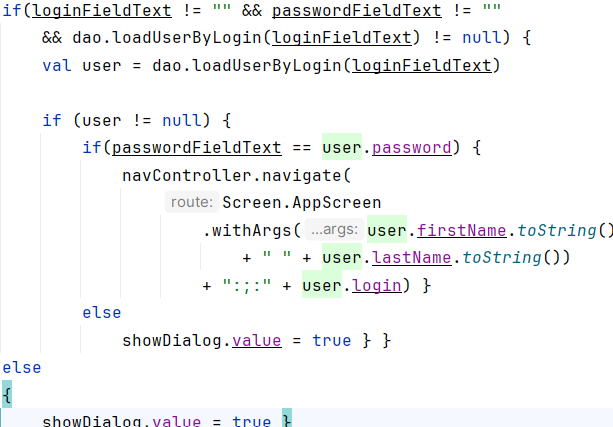 if(loginFieldText != "" && passwordFieldText != ""
&& dao.loadUserByLogin(loginFieldText) != null) {
val user = dao.loadUserByLogin(loginFieldText)
if (user != null) {
if(passwordFieldText == user.password) {
navController.navigate(
route: Screen.AppScreen
.withArgs( ...args: user.firstName.toString()
+ " " + user.lastName.toString())
+ ":;:" + user.login) }
else
showDialog.value = true } }
else
{
showDialog.value = true }